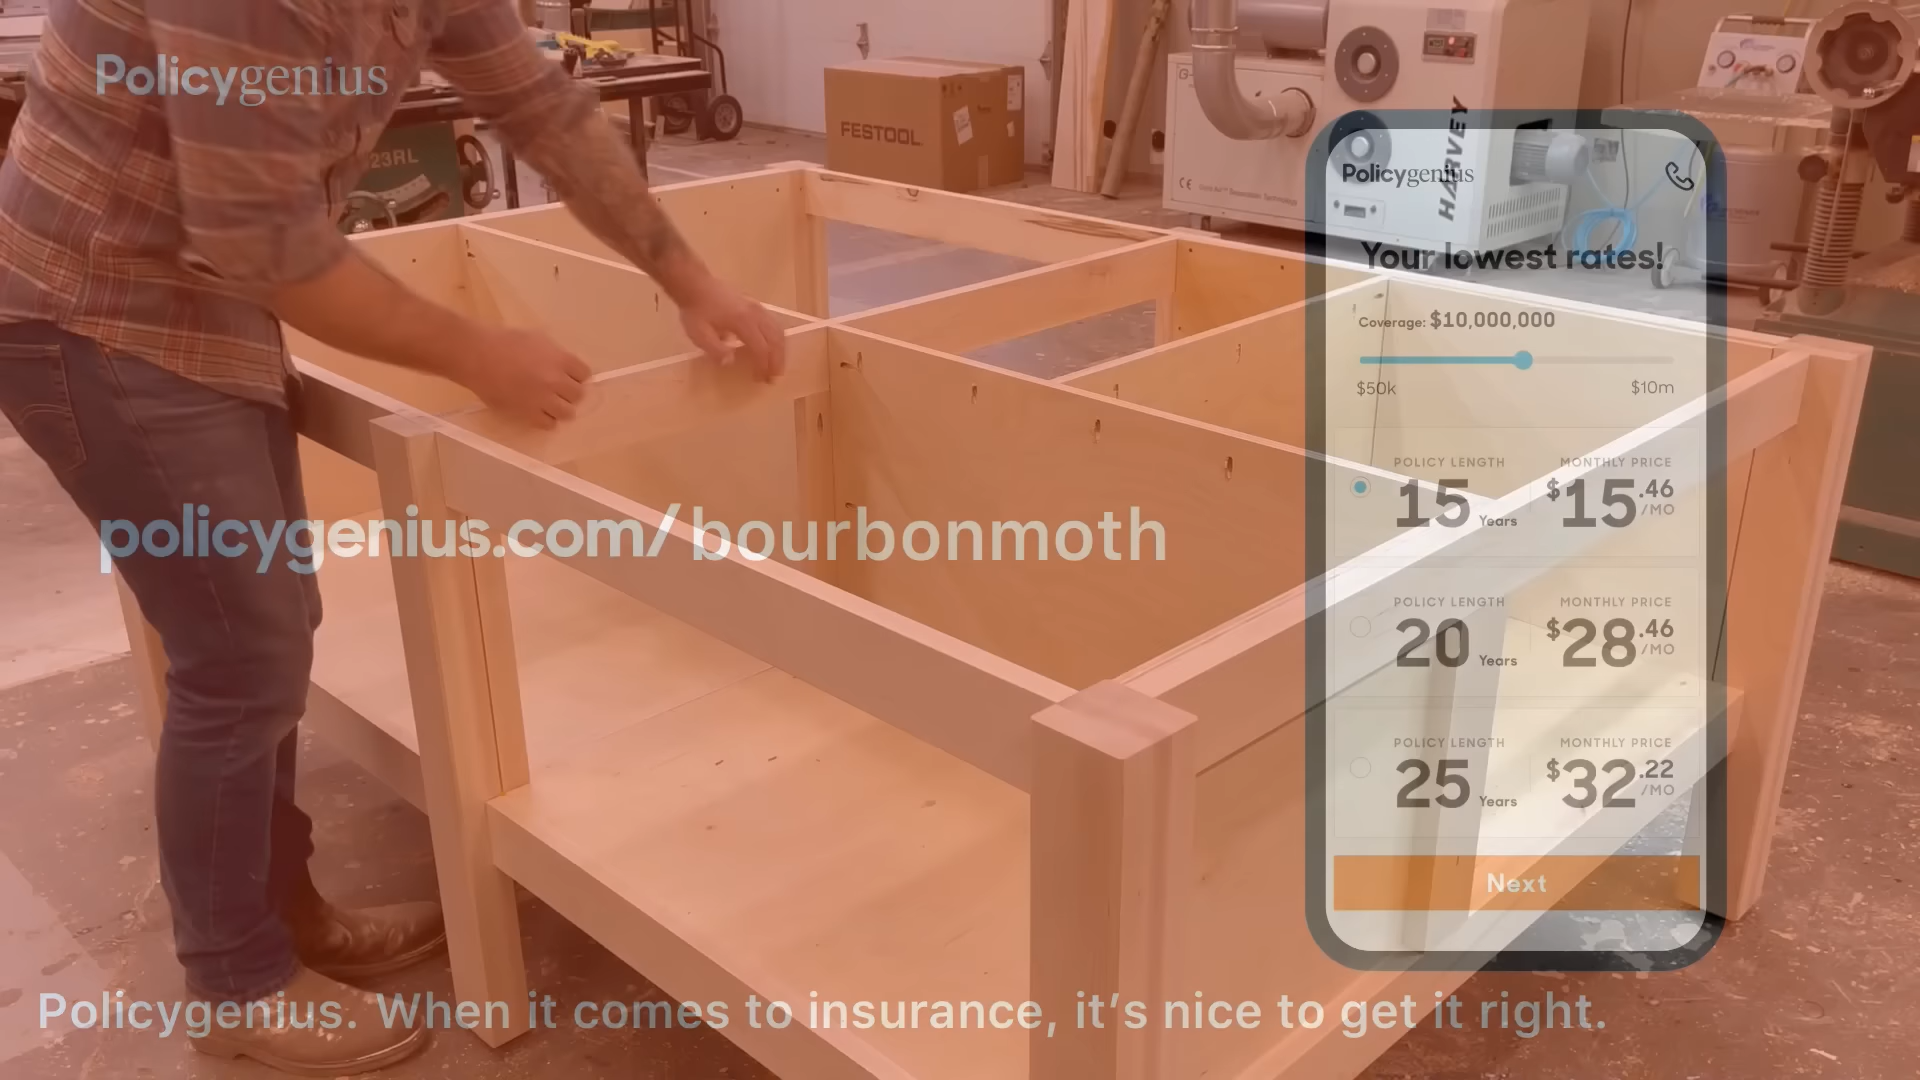 Policygenius
FESTOOL
23RL
G-
HARVEY
CE
Policygenius
Your lowest rates!
Coverage: $10,000,000
$50k $10m
POLICY LENGTH MONTHLY PRICE
15 Years $15.46 /MO
POLICY LENGTH MONTHLY PRICE
20 Years $28.46 /MO
POLICY LENGTH MONTHLY PRICE
25 Years $32.22 /MO
Next
policygenius.com/bourbonmoth
Policygenius. When it comes to insurance, it’s nice to get it right.